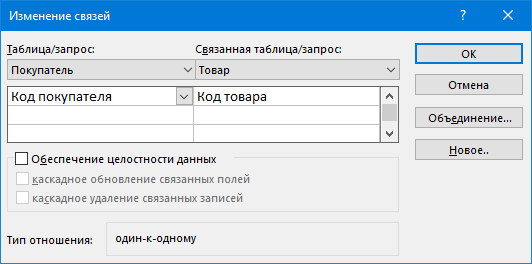 Изменение связей
Таблица/запрос: Связанная таблица/запрос:
Покупатель Товар
Код покупателя Код товара
Обеспечение целостности данных
каскадное обновление связанных полей
каскадное удаление связанных записей
Тип отношения: один-к-одному
ОК
Отмена
Объединение...
Новое..